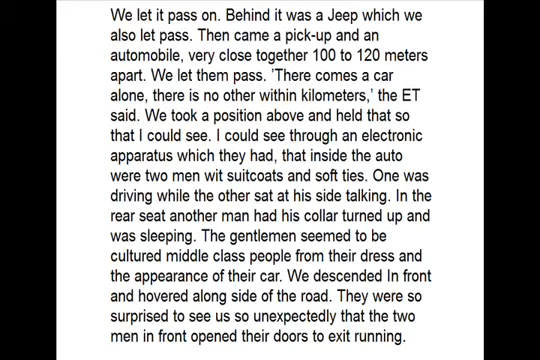 We let it pass on. Behind it was a Jeep which we
also let pass. Then came a pick-up and an
automobile, very close together 100 to 120 meters
apart. We let them pass. 'There comes a car
alone, there is no other within kilometers,' the ET
said. We took a position above and held that so
that I could see. I could see through an electronic
apparatus which they had, that inside the auto
were two men wit suitcoats and soft ties. One was
driving while the other sat at his side talking. In the
rear seat another man had his collar turned up and
was sleeping. The gentlemen seemed to be
cultured middle class people from their dress and
the appearance of their car. We descended In front
and hovered along side of the road. They were so
surprised to see us so unexpectedly that the two
men in front opened their doors to exit running.